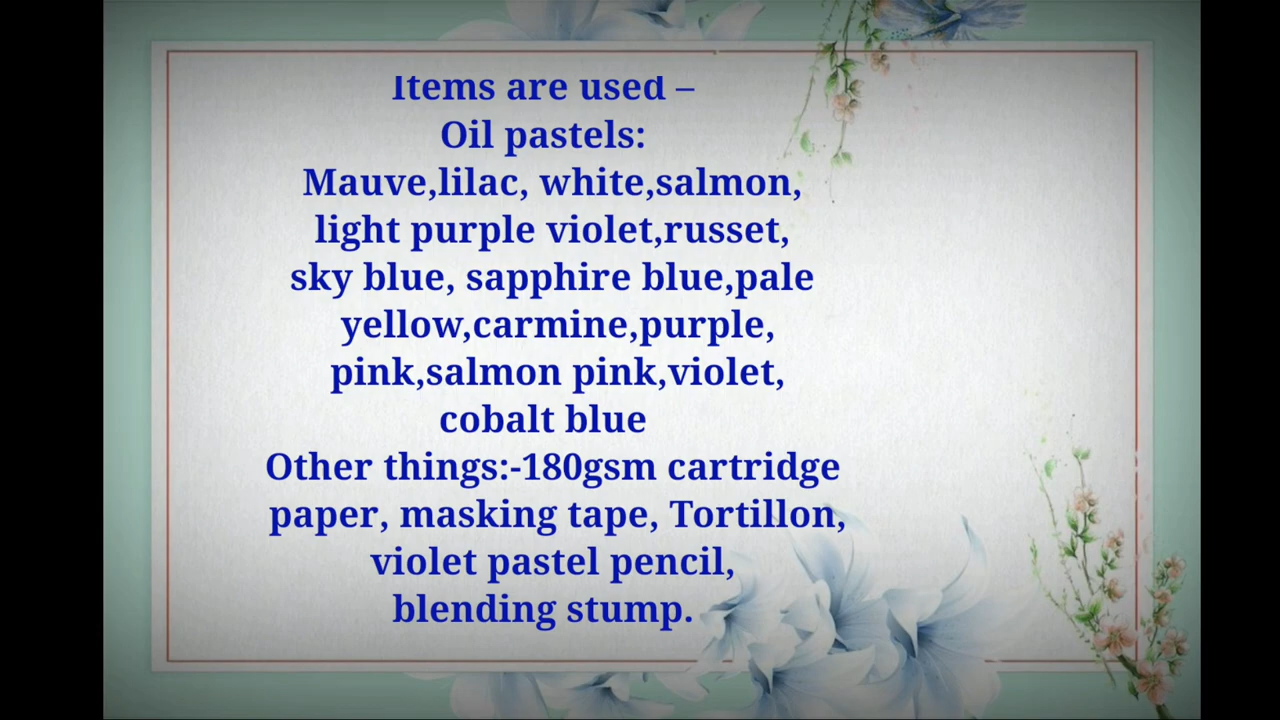 Items are used –
Oil pastels:
Mauve,lilac, white,salmon,
light purple violet,russet,
sky blue, sapphire blue,pale
yellow,carmine,purple,
pink,salmon pink,violet,
cobalt blue
Other things:-180gsm cartridge
paper, masking tape, Tortillon,
violet pastel pencil,
blending stump.